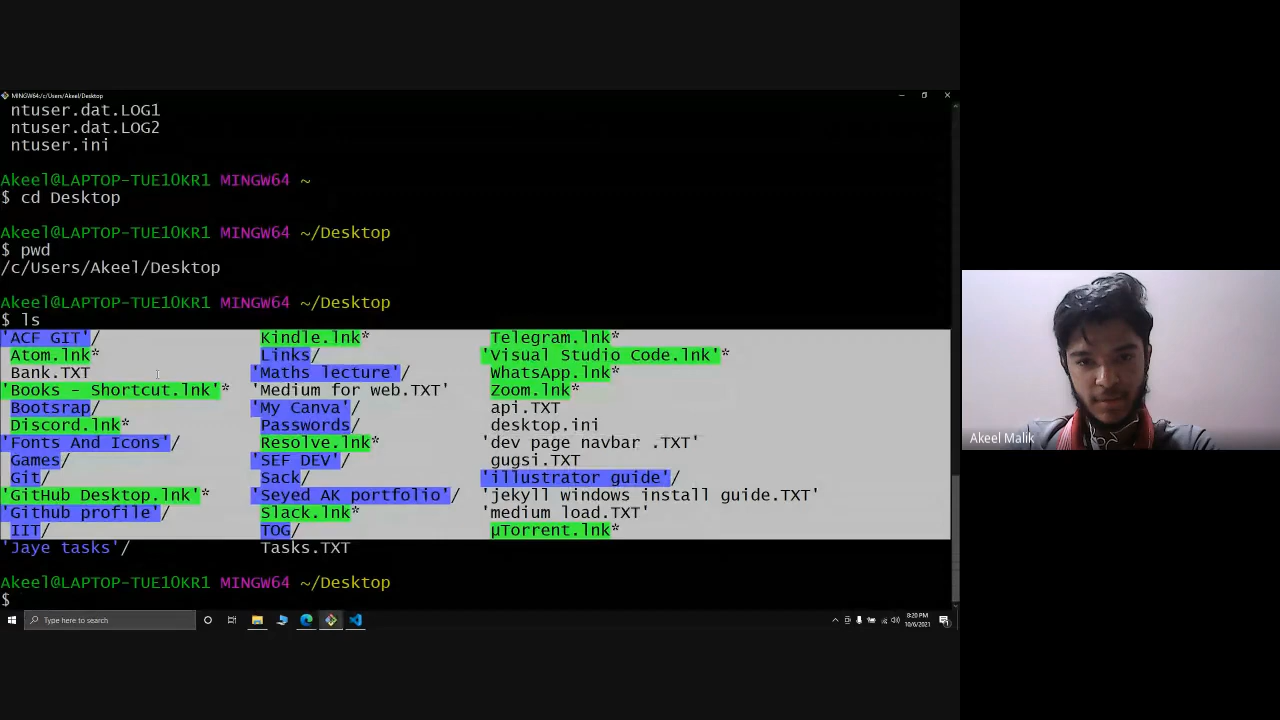 MINGW64:/c/Users/Akeel/Desktop
ntuser.dat.LOG1
ntuser.dat.LOG2
ntuser.ini
Akeel@LAPTOP-TUE1OKR1 MINGW64 ~
$ cd Desktop
Akeel@LAPTOP-TUE1OKR1 MINGW64 ~/Desktop
$ pwd
/c/Users/Akeel/Desktop
Akeel@LAPTOP-TUE1OKR1 MINGW64 ~/Desktop
$ ls
'ACF GIT'/ Kindle.lnk* Telegram.lnk*
Atom.lnk* Links/ 'Visual Studio Code.lnk'*
Bank.TXT 'Maths lecture'/ WhatsApp.lnk*
'Books - Shortcut.lnk'* 'Medium for web.TXT' Zoom.lnk*
Bootsrap/ 'My Canva'/ api.TXT
Discord.lnk* Passwords/ desktop.ini
'Fonts And Icons'/ Resolve.lnk* 'dev page navbar .TXT'
Games/ 'SEF DEV'/ gugsi.TXT
Git/ Sack/ 'illustrator guide'/
'GitHub Desktop.lnk'* 'Seyed AK portfolio'/ 'jekyll windows install guide.TXT'
'Github profile'/ Slack.lnk* 'medium load.TXT'
IIT/ TOG/ µTorrent.lnk*
'Jaye tasks'/ Tasks.TXT
Akeel@LAPTOP-TUE1OKR1 MINGW64 ~/Desktop
$
Type here to search
8:20 PM
10/6/2021
Akeel Malik